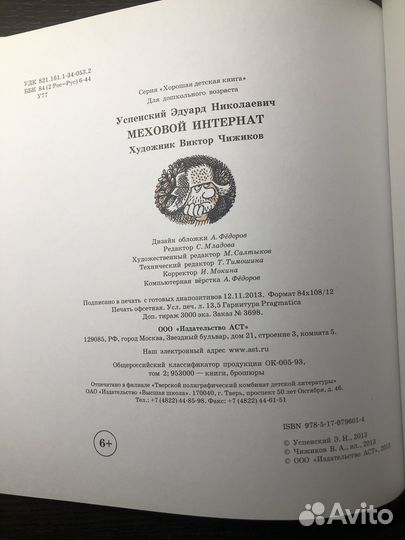 УДК 821.161.1-34-053.2
ББК 84 (2 Рос=Рус) 6-44
У77
Серия «Хорошая детская книга»
Для дошкольного возраста
Успенский Эдуард Николаевич
МЕХОВОЙ ИНТЕРНАТ
Художник Виктор Чижиков
Дизайн обложки А. Фёдоров
Редактор С. Младова
Художественный редактор М. Салтыков
Технический редактор Т. Тимошина
Корректор И. Мокина
Компьютерная вёрстка А. Фёдоров
Подписано в печать с готовых диапозитивов 12.11.2013. Формат 84х108/12
Печать офсетная. Усл. печ. л. 13,5 Гарнитура Pragmatica
Доп. тираж 3000 экз. Заказ № 3698.
ООО «Издательство АСТ»
129085, РФ, город Москва, Звездный бульвар, дом 21, строение 3, комната 5.
Наш электронный адрес www.ast.ru
Общероссийский классификатор продукции ОК-005-93,
том 2; 953000 — книги, брошюры
Отпечатано в филиале «Тверской полиграфический комбинат детской литературы»
ОАО «Издательство «Высшая школа». 170040, г. Тверь, проспект 50 лет Октября, д. 46.
Тел.: +7 (4822) 44-85-98. Факс: +7 (4822) 44-61-51
6+
ISBN 978-5-17-079601-4
© Успенский Э. Н., 2013
© Чижиков В. А., ил., 2013
© ООО «Издательство АСТ», 2013
Avito